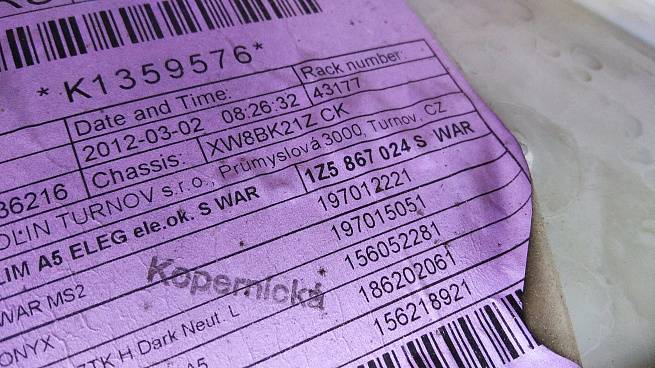 *K1359576*
Date and Time: Rack number:
2012-03-02 08:26:32 43177
36216 Chassis: XW8BK21Z CK
TURNOV s.r.o., Průmyslová 3000, Turnov, CZ
LIM A5 ELEG ele.ok. S WAR 1Z5 867 024 S WAR
197012221
WAR MS2 197015051
Kopernická 156052281
ONYX 186202061
H Dark Neut. L 156218921
A5